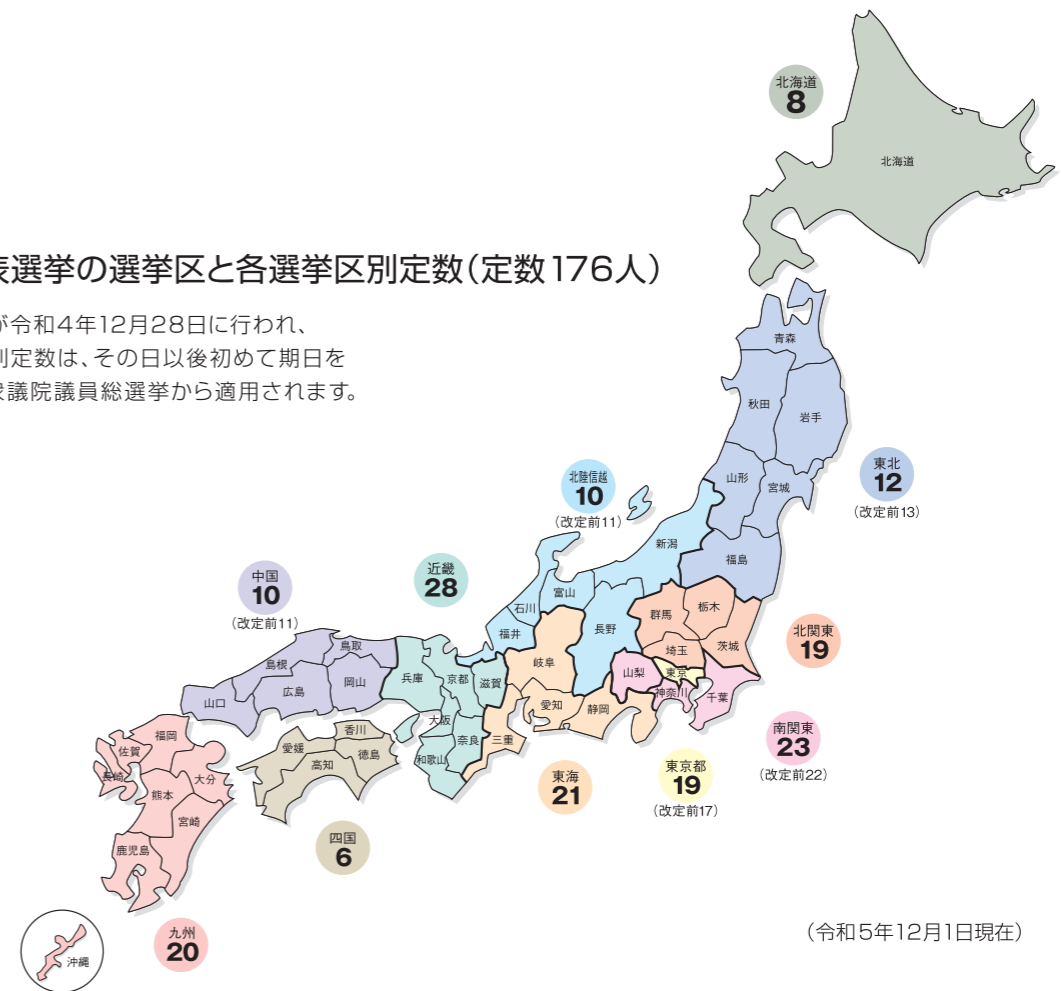 北海道
8
北海道
表選挙の選挙区と各選挙区別定数(定数176人)
が令和4年12月28日に行われ、
別定数は、その日以後初めて期日を
衆議院議員総選挙から適用されます。
青森
秋田
岩手
山形
宮城
福島
東北
12
(改定前13)
北陸信越
10
(改定前11)
新潟
富山
石川
福井
長野
近畿
28
中国
10
(改定前11)
群馬
栃木
茨城
埼玉
北関東
19
山梨
東京
神奈川
千葉
南関東
23
(改定前22)
東京都
19
(改定前17)
岐阜
愛知
静岡
三重
東海
21
兵庫
京都
滋賀
大阪
奈良
和歌山
鳥取
島根
岡山
広島
山口
香川
愛媛
徳島
高知
四国
6
福岡
佐賀
長崎
大分
熊本
宮崎
鹿児島
沖縄
九州
20
(令和5年12月1日現在)